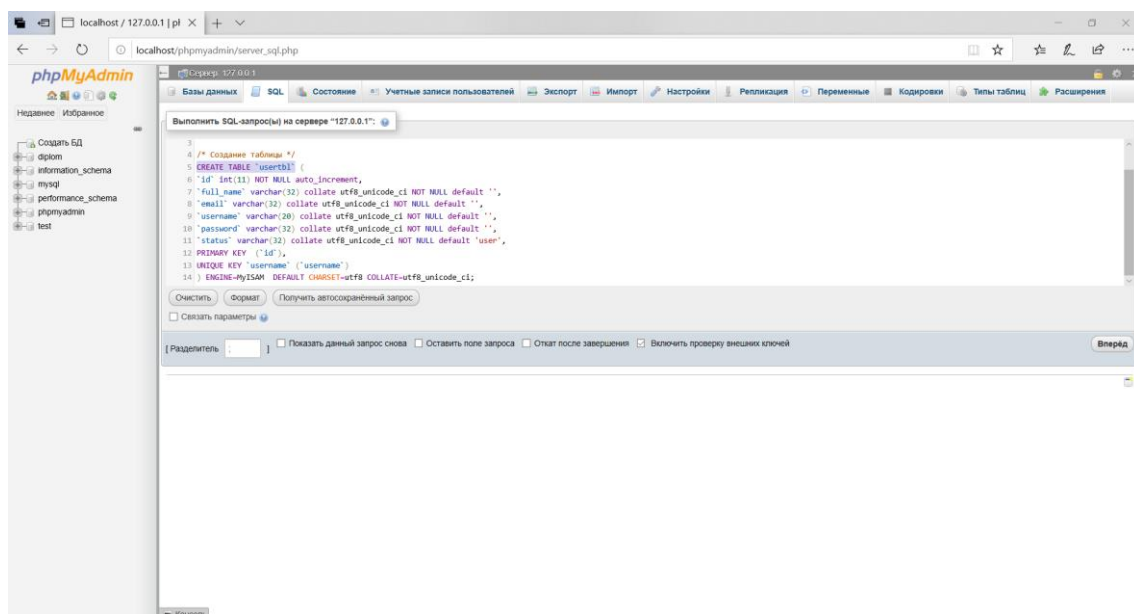 localhost / 127.0.0.1 | pl
localhost/phpmyadmin/server_sql.php
phpMyAdmin
Недавнее Избранное
Создать БД
diplom
information_schema
mysql
performance_schema
phpmyadmin
test
Сервер: 127.0.0.1
Базы данных SQL Состояние Учетные записи пользователей Экспорт Импорт Настройки Репликация Переменные Кодировки Типы таблиц Расширения
Выполнить SQL-запрос(ы) на сервере "127.0.0.1":
3
4 /* Создание таблицы */
5 CREATE TABLE `usertbl` (
6 `id` int(11) NOT NULL auto_increment,
7 `full_name` varchar(32) collate utf8_unicode_ci NOT NULL default '',
8 `email` varchar(32) collate utf8_unicode_ci NOT NULL default '',
9 `username` varchar(20) collate utf8_unicode_ci NOT NULL default '',
10 `password` varchar(32) collate utf8_unicode_ci NOT NULL default '',
11 `status` varchar(32) collate utf8_unicode_ci NOT NULL default 'user',
12 PRIMARY KEY (`id`),
13 UNIQUE KEY `username` (`username`)
14 ) ENGINE=MyISAM DEFAULT CHARSET=utf8 COLLATE=utf8_unicode_ci;
Очистить Формат Получить автосохранённый запрос
Связать параметры
[ Разделитель ; ] Показать данный запрос снова Оставить поле запроса Откат после завершения Включить проверку внешних ключей Вперёд